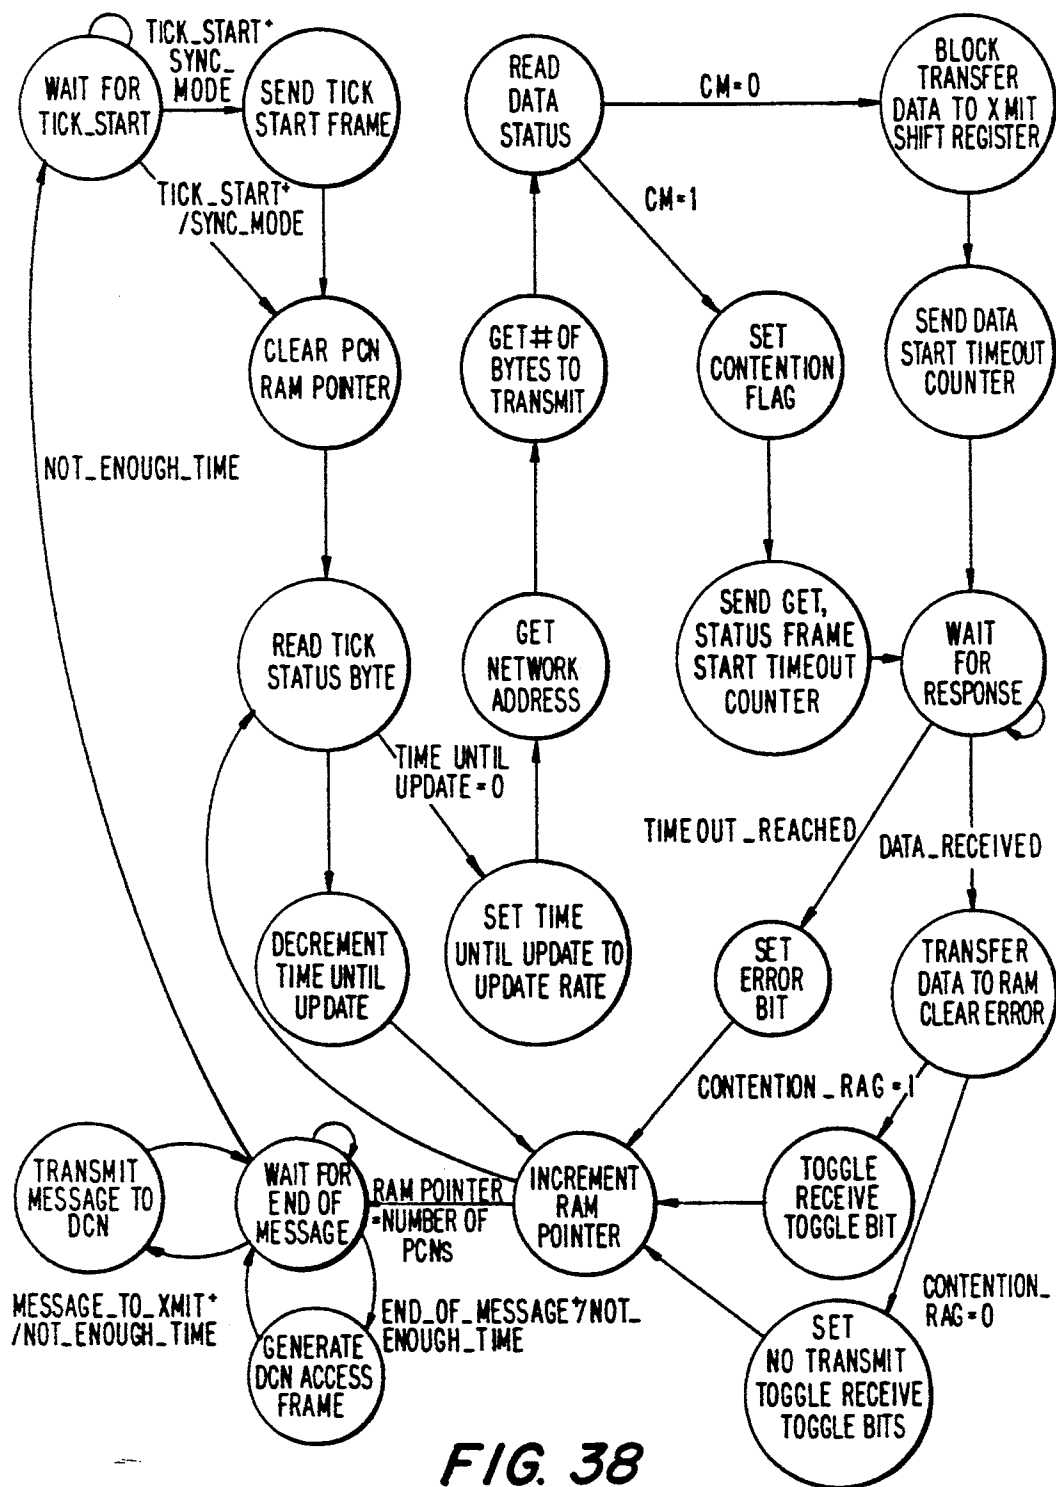 WAIT FOR
TICK_START
TICK_START*
SYNC_
MODE
SEND TICK
START FRAME
TICK_START*
/SYNC_MODE
CLEAR PCN
RAM POINTER
NOT_ENOUGH_TIME
READ TICK
STATUS BYTE
TIME UNTIL
UPDATE=0
DECREMENT
TIME UNTIL
UPDATE
SET TIME
UNTIL UPDATE TO
UPDATE RATE
GET
NETWORK
ADDRESS
GET # OF
BYTES TO
TRANSMIT
READ
DATA
STATUS
CM=0
CM=1
BLOCK
TRANSFER
DATA TO XMIT
SHIFT REGISTER
SEND DATA
START TIMEOUT
COUNTER
SET
CONTENTION
FLAG
SEND GET,
STATUS FRAME
START TIMEOUT
COUNTER
WAIT
FOR
RESPONSE
TIMEOUT_REACHED
DATA_RECEIVED
SET
ERROR
BIT
TRANSFER
DATA TO RAM
CLEAR ERROR
CONTENTION_RAG=1
TOGGLE
RECEIVE
TOGGLE BIT
CONTENTION_
RAG=0
SET
NO TRANSMIT
TOGGLE RECEIVE
TOGGLE BITS
INCREMENT
RAM
POINTER
RAM POINTER
=NUMBER OF
PCNs
WAIT FOR
END OF
MESSAGE
TRANSMIT
MESSAGE TO
DCN
MESSAGE_TO_XMIT*
/NOT_ENOUGH_TIME
END_OF_MESSAGE*/NOT_
ENOUGH_TIME
GENERATE
DCN ACCESS
FRAME
FIG. 38